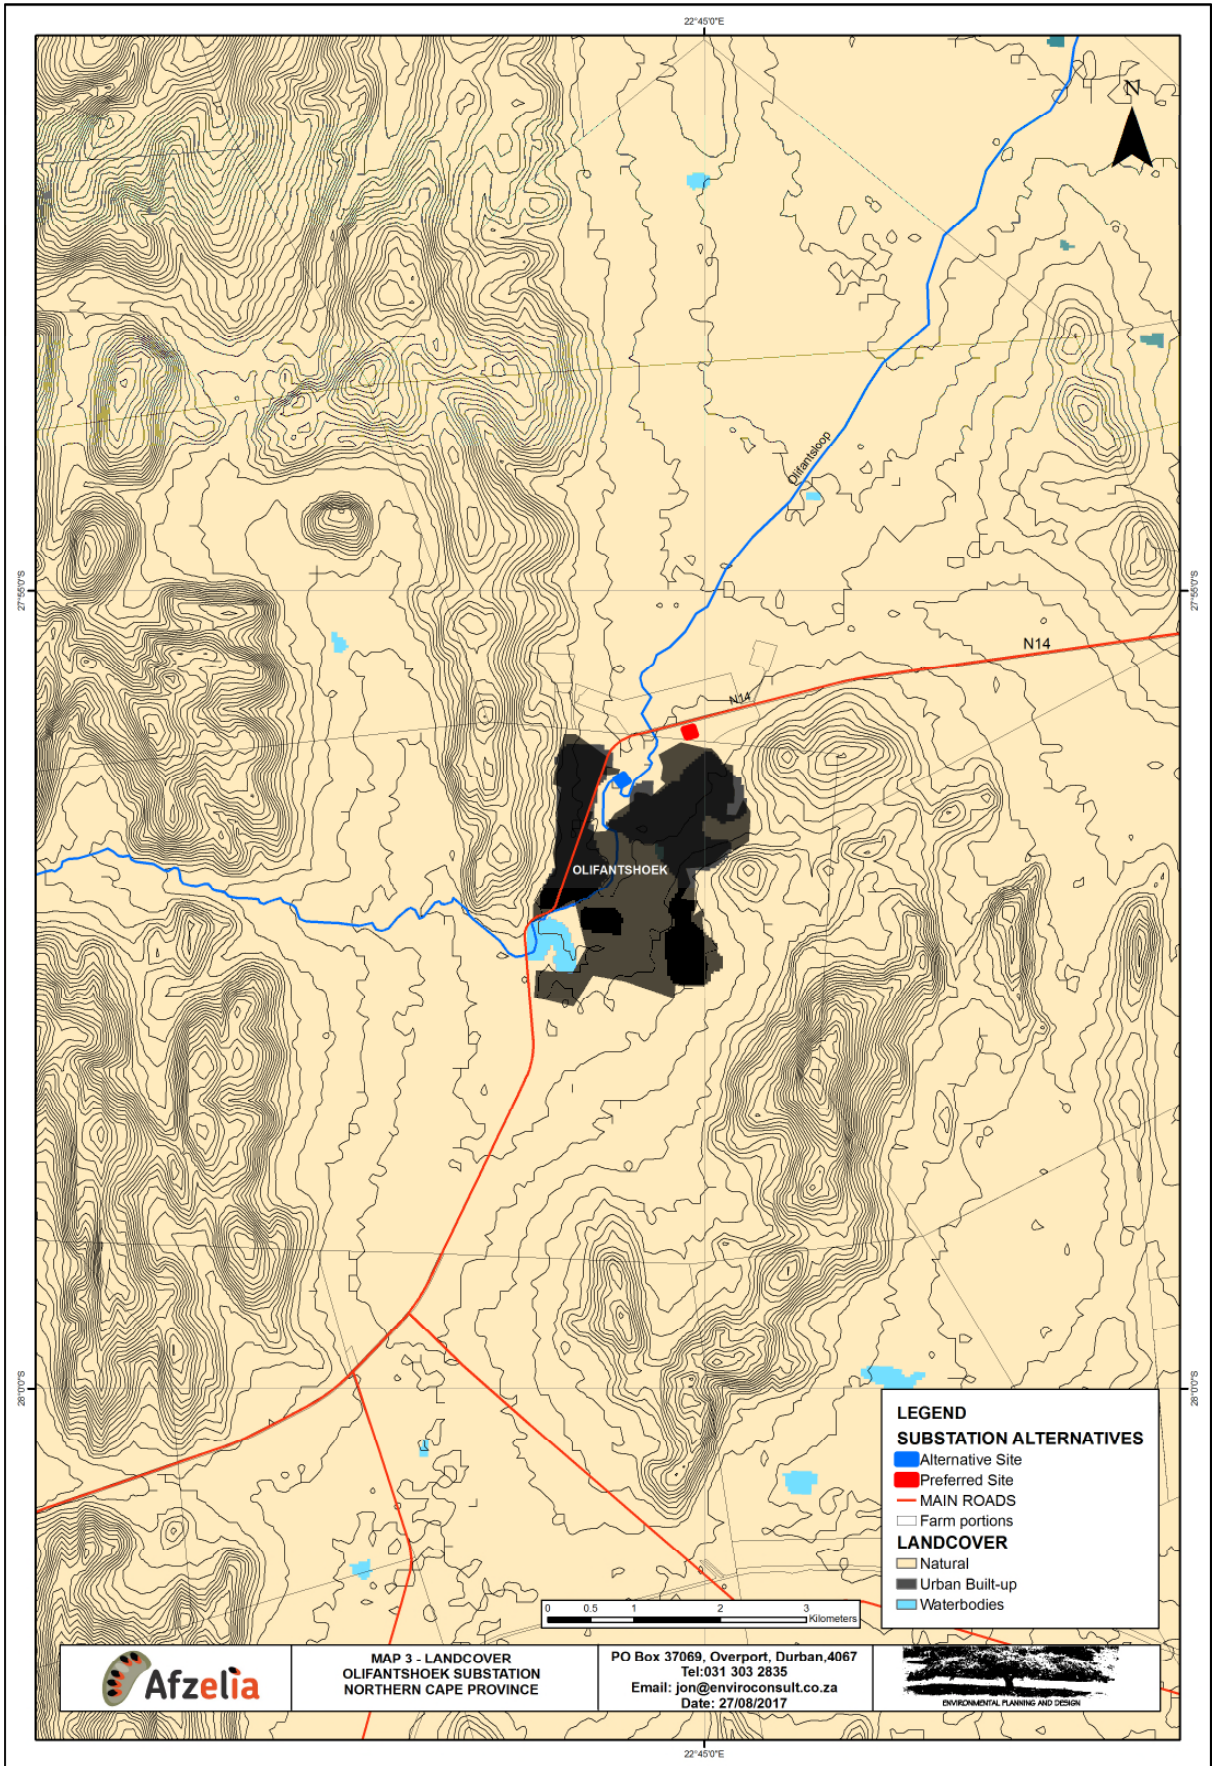 22°45'0"E
N
Olifantsloop
27°55'0"S
27°55'0"S
N14
N14
OLIFANTSHOEK
28°0'0"S
28°0'0"S
LEGEND
SUBSTATION ALTERNATIVES
Alternative Site
Preferred Site
MAIN ROADS
Farm portions
LANDCOVER
Natural
Urban Built-up
Waterbodies
0 0.5 1 2 3
Kilometers
Afzelia
MAP 3 - LANDCOVER
OLIFANTSHOEK SUBSTATION
NORTHERN CAPE PROVINCE
PO Box 37069, Overport, Durban,4067
Tel:031 303 2835
Email: jon@enviroconsult.co.za
Date: 27/08/2017
ENVIRONMENTAL PLANNING AND DESIGN
22°45'0"E